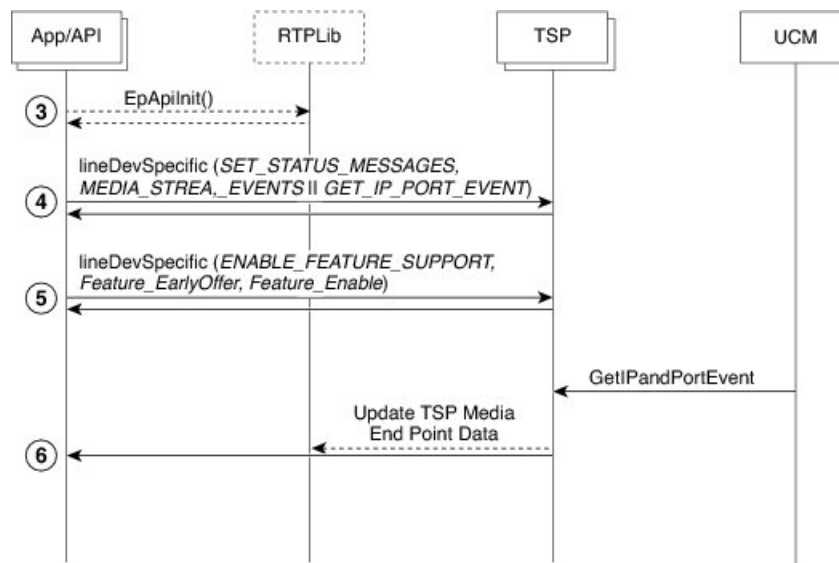 App/API
RTPLib
TSP
UCM
3
EpApiInit()
lineDevSpecific (SET_STATUS_MESSAGES,
MEDIA_STREA,_EVENTS II GET_IP_PORT_EVENT)
4
lineDevSpecific (ENABLE_FEATURE_SUPPORT,
Feature_EarlyOffer, Feature_Enable)
5
GetIPandPortEvent
Update TSP Media
End Point Data
6